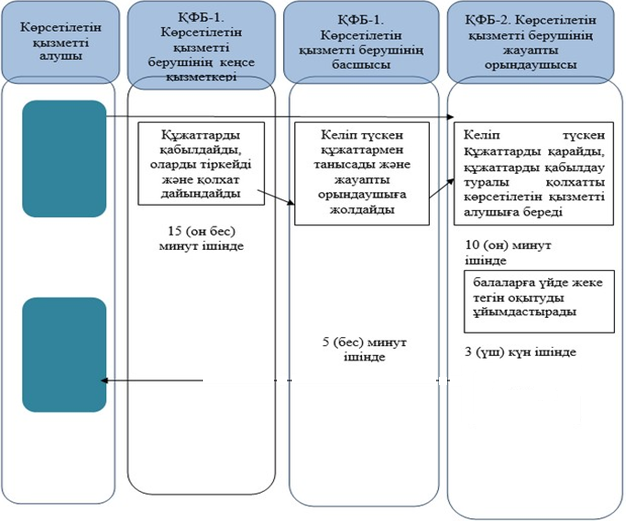 Көрсетілетін
қызметті
алушы
ҚФБ-1.
Көрсетілетін
қызметті
берушінің кеңсе
қызметкері
ҚФБ-1.
Көрсетілетін
қызметті берушінің
басшысы
ҚФБ-2. Көрсетілетін
қызметті берушінің
жауапты
орындаушысы
Құжаттарды
қабылдайды,
оларды тіркейді
және қолхат
дайындайды
15 (он бес)
минут ішінде
Келіп түскен
құжаттармен
танысады және
жауапты
орындаушыға
жолдайды
5 (бес) минут
ішінде
Келіп түскен
Құжаттарды қарайды,
құжаттарды қабылдау
туралы қолхатты
көрсетілетін қызметті
алушыға береді
10 (он) минут
ішінде
балаларға үйде жеке
тегін оқытуды
ұйымдастырады
3 (үш) күн ішінде